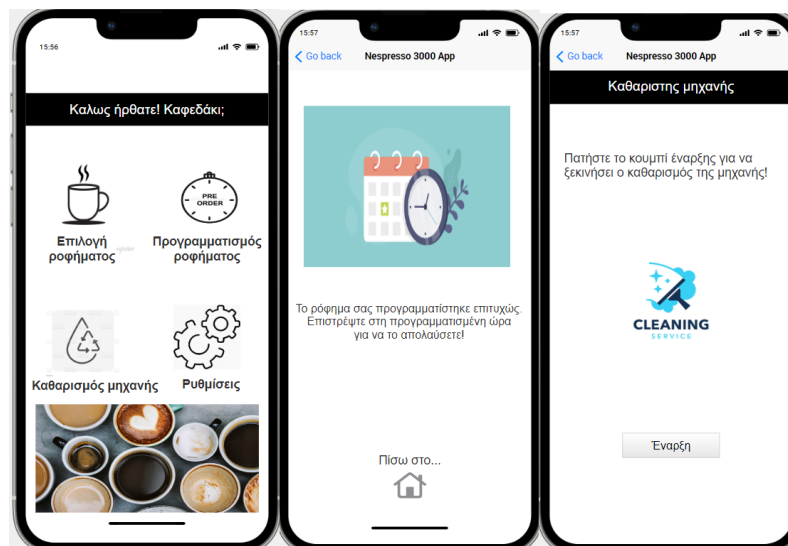 15:56
Καλως ήρθατε! Καφεδάκι;
PRE
ORDER
Επιλογή
ροφήματος
Προγραμματισμός
ροφήματος
Καθαρισμός μηχανής
Ρυθμίσεις
15:57
Go back
Nespresso 3000 App
Το ρόφημα σας προγραμματίστηκε επιτυχώς.
Επιστρέψτε στη προγραμματισμένη ώρα
για να το απολαύσετε!
Πίσω στο...
15:57
Go back
Nespresso 3000 App
Καθαριστης μηχανής
Πατήστε το κουμπί έναρξης για να
ξεκινήσει ο καθαρισμός της μηχανής!
CLEANING
SERVICE
Έναρξη